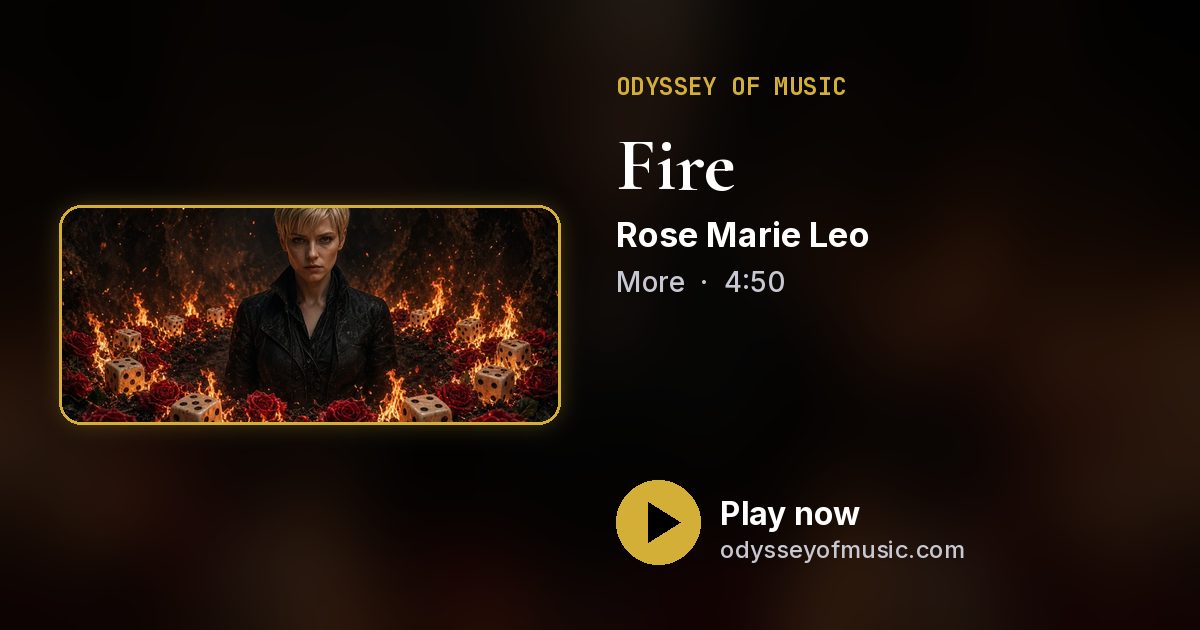 ODYSSEY OF MUSIC
Fire
Rose Marie Leo
More · 4:50
Play now
odysseyofmusic.com